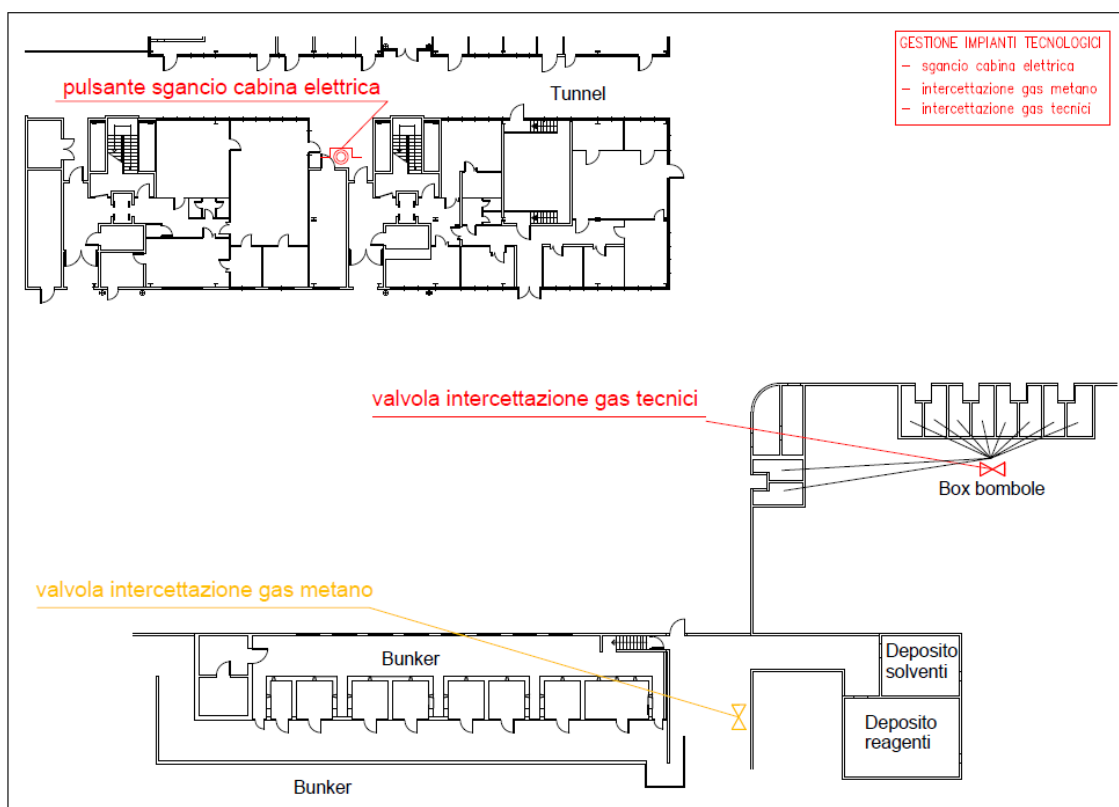 GESTIONE IMPIANTI TECNOLOGICI
– sgancio cabina elettrica
– intercettazione gas metano
– intercettazione gas tecnici
pulsante sgancio cabina elettrica
Tunnel
valvola intercettazione gas tecnici
Box bombole
valvola intercettazione gas metano
Bunker
Deposito
solventi
Deposito
reagenti
Bunker